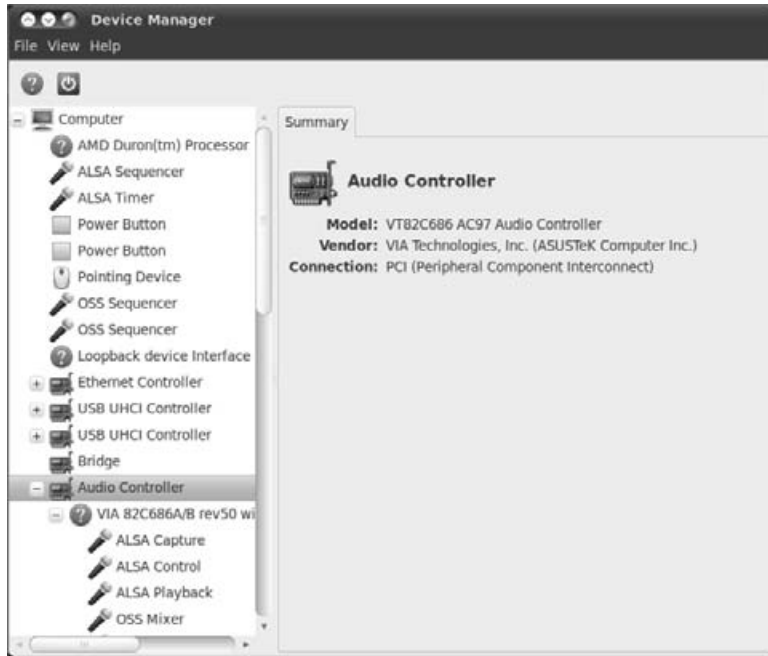 Device Manager
File View Help
Computer
AMD Duron(tm) Processor
ALSA Sequencer
ALSA Timer
Power Button
Power Button
Pointing Device
OSS Sequencer
OSS Sequencer
Loopback device Interface
Ethernet Controller
USB UHCI Controller
USB UHCI Controller
Bridge
Audio Controller
VIA 82C686A/B rev50 wi
ALSA Capture
ALSA Control
ALSA Playback
OSS Mixer
Summary
Audio Controller
Model: VT82C686 AC97 Audio Controller
Vendor: VIA Technologies, Inc. (ASUSTeK Computer Inc.)
Connection: PCI (Peripheral Component Interconnect)